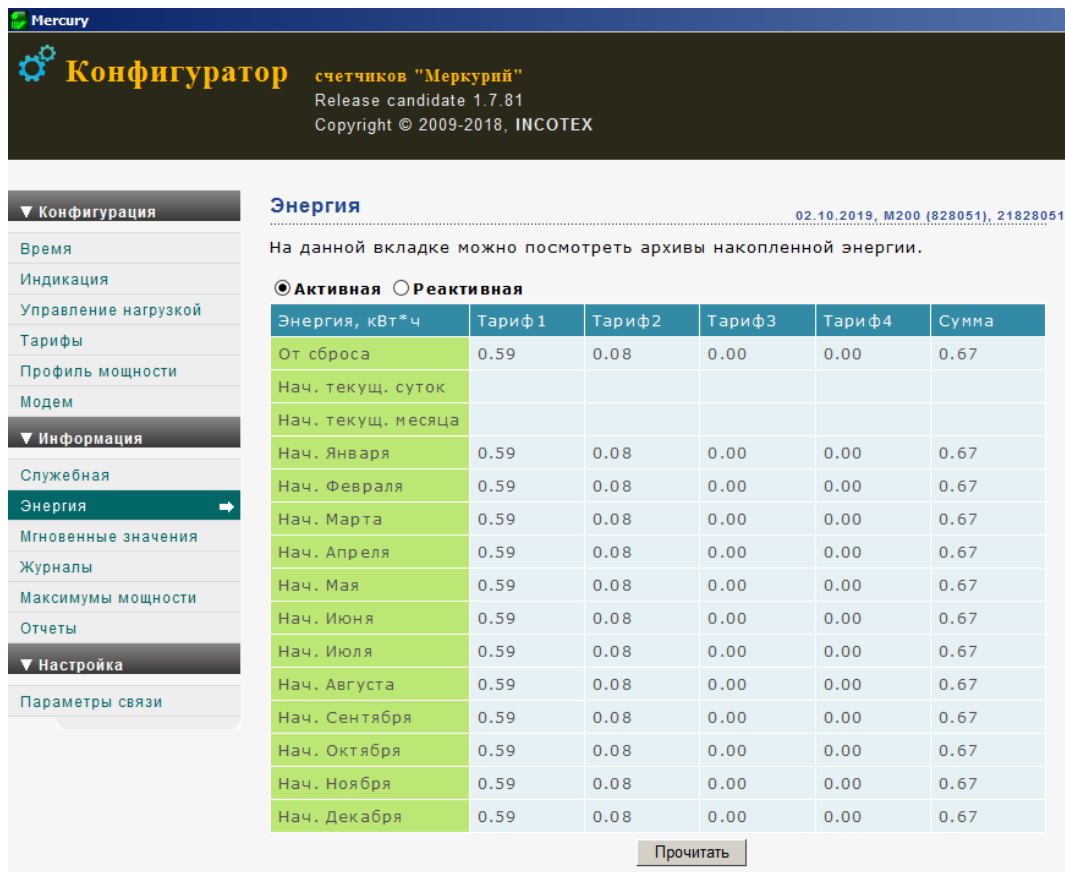 Mercury
Конфигуратор счетчиков "Меркурий"
Release candidate 1.7.81
Copyright © 2009-2018, INCOTEX
▼ Конфигурация
Время
Индикация
Управление нагрузкой
Тарифы
Профиль мощности
Модем
▼ Информация
Служебная
Энергия
Мгновенные значения
Журналы
Максимумы мощности
Отчеты
▼ Настройка
Параметры связи
Энергия
02.10.2019, M200 (828051), 21828051
На данной вкладке можно посмотреть архивы накопленной энергии.
Активная Реактивная
Энергия, кВт*ч Тариф1 Тариф2 Тариф3 Тариф4 Сумма
От сброса 0.59 0.08 0.00 0.00 0.67
Нач. текущ. суток
Нач. текущ. месяца
Нач. Января 0.59 0.08 0.00 0.00 0.67
Нач. Февраля 0.59 0.08 0.00 0.00 0.67
Нач. Марта 0.59 0.08 0.00 0.00 0.67
Нач. Апреля 0.59 0.08 0.00 0.00 0.67
Нач. Мая 0.59 0.08 0.00 0.00 0.67
Нач. Июня 0.59 0.08 0.00 0.00 0.67
Нач. Июля 0.59 0.08 0.00 0.00 0.67
Нач. Августа 0.59 0.08 0.00 0.00 0.67
Нач. Сентября 0.59 0.08 0.00 0.00 0.67
Нач. Октября 0.59 0.08 0.00 0.00 0.67
Нач. Ноября 0.59 0.08 0.00 0.00 0.67
Нач. Декабря 0.59 0.08 0.00 0.00 0.67
Прочитать